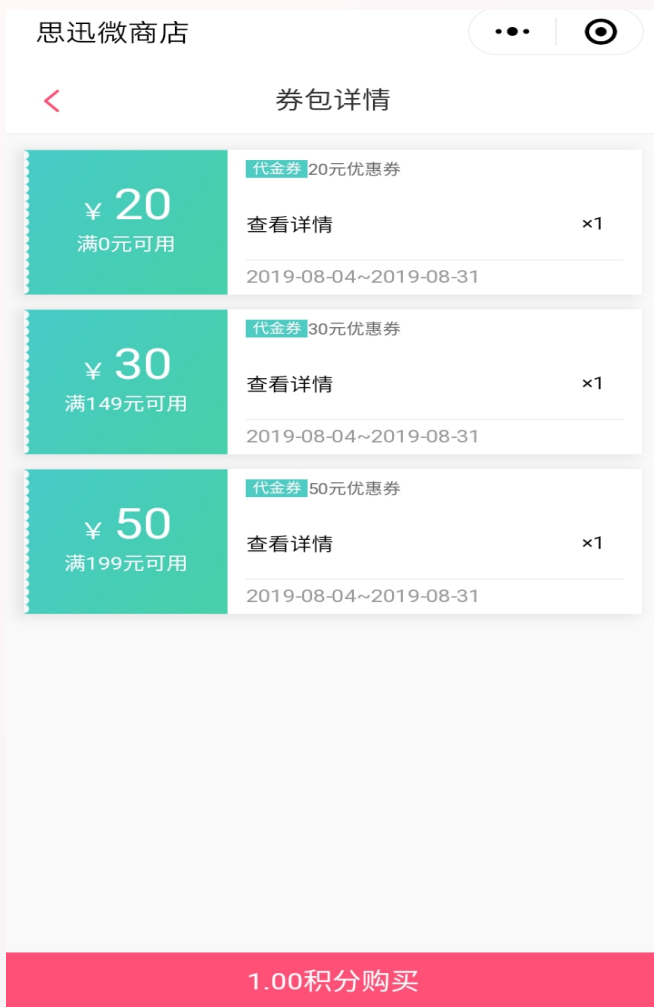 思迅微商店
券包详情
¥ 20
满0元可用
代金券 20元优惠券
查看详情 ×1
2019-08-04~2019-08-31
¥ 30
满149元可用
代金券 30元优惠券
查看详情 ×1
2019-08-04~2019-08-31
¥ 50
满199元可用
代金券 50元优惠券
查看详情 ×1
2019-08-04~2019-08-31
1.00积分购买